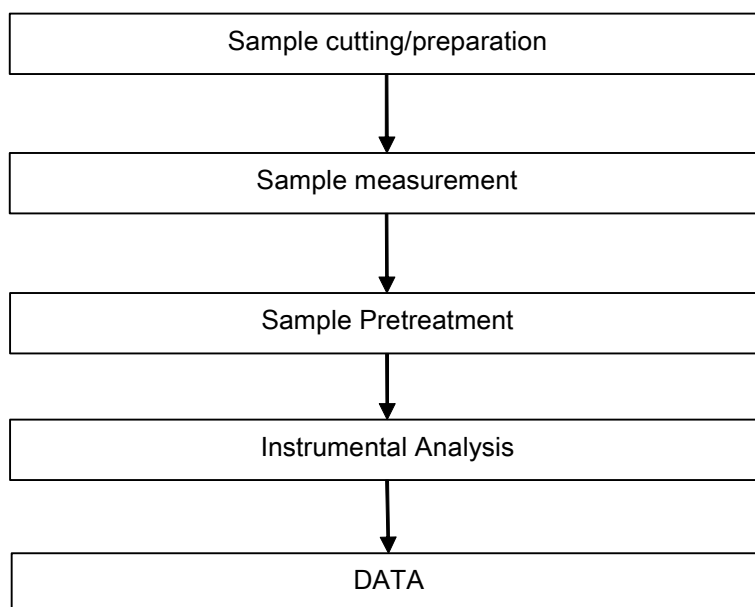 Sample cutting/preparation
Sample measurement
Sample Pretreatment
Instrumental Analysis
DATA